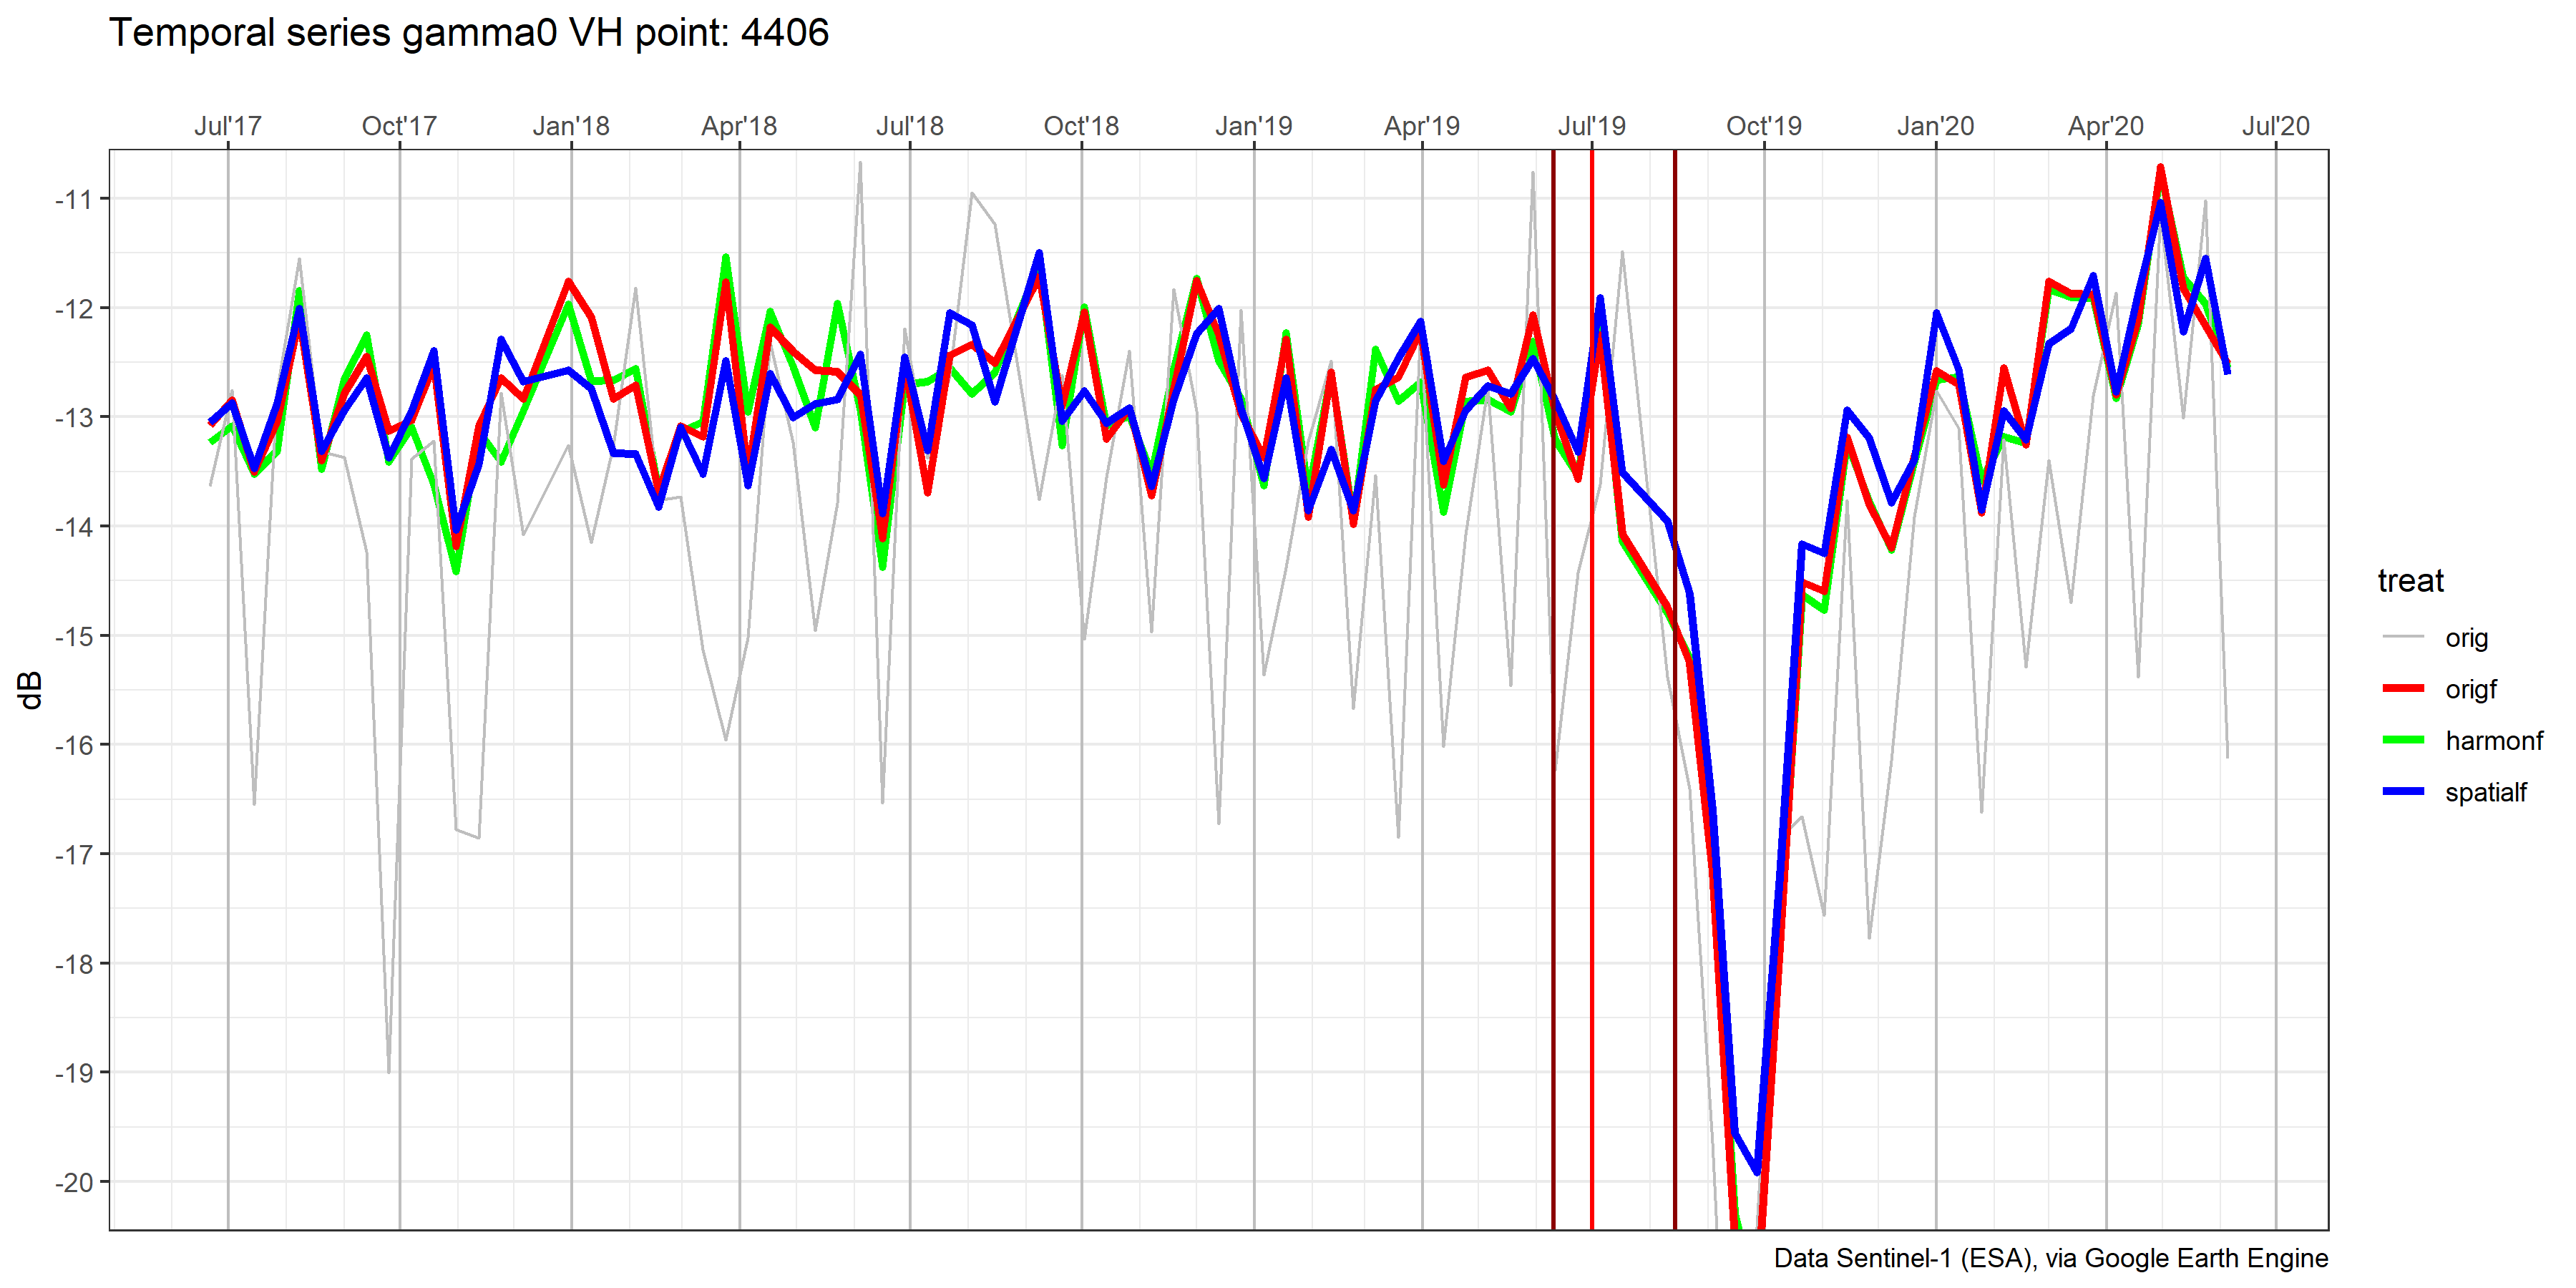 Temporal series gamma0 VH point: 4406
Jul'17 Oct'17 Jan'18 Apr'18 Jul'18 Oct'18 Jan'19 Apr'19 Jul'19 Oct'19 Jan'20 Apr'20 Jul'20
-11
-12
-13
-14
-15
-16
-17
-18
-19
-20
dB
treat
orig
origf
harmonf
spatialf
Data Sentinel-1 (ESA), via Google Earth Engine